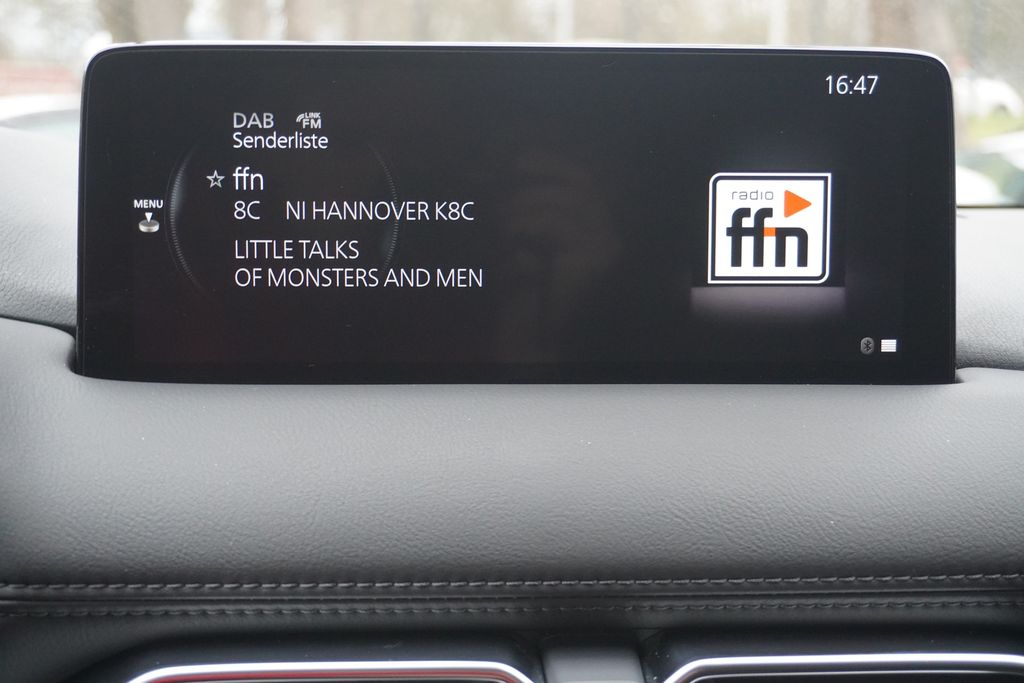 16:47
DAB LINK FM
Senderliste
ffn
8C NI HANNOVER K8C
MENU
LITTLE TALKS
OF MONSTERS AND MEN
radio
ffn